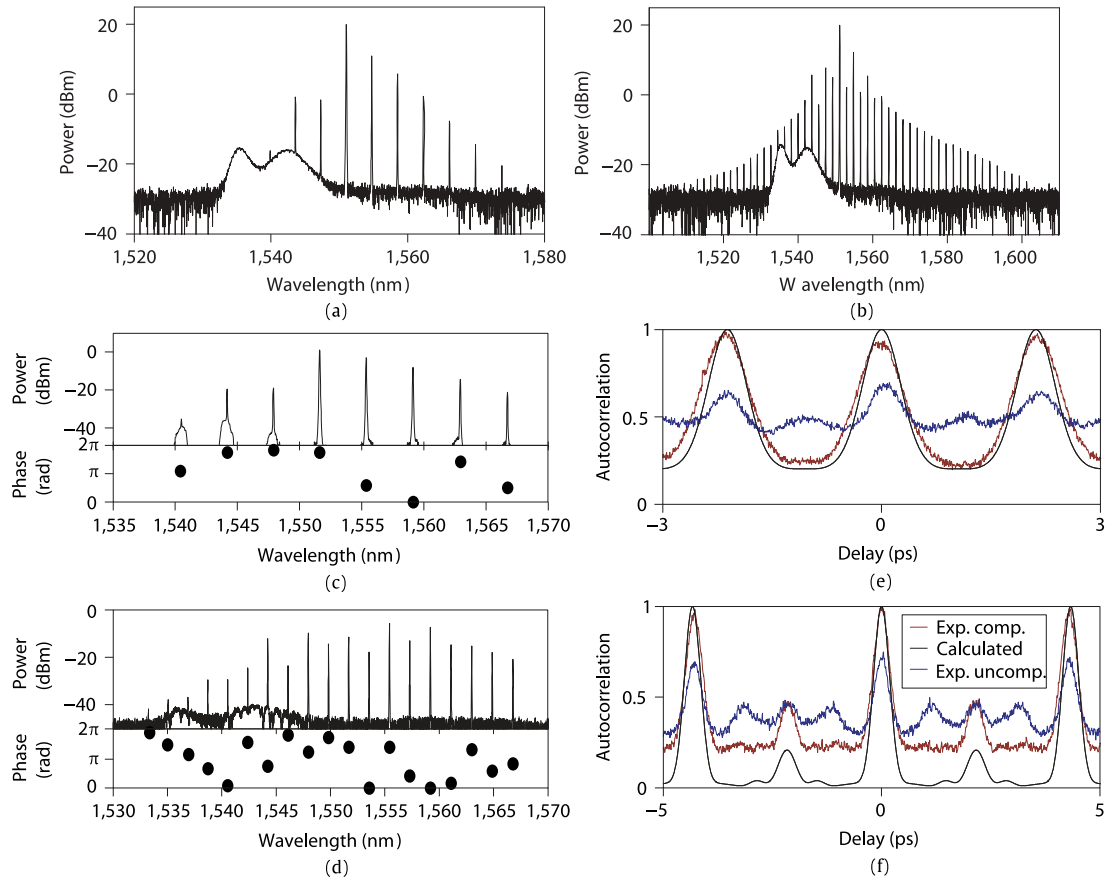 20
0
−20
−40
Power (dBm)
1,520
1,540
1,560
1,580
Wavelength (nm)
(a)
20
0
−20
−40
Power (dBm)
1,520
1,540
1,560
1,580
1,600
W avelength (nm)
(b)
0
−20
−40
Power
(dBm)
2π
π
0
Phase
(rad)
1,535
1,540
1,545
1,550
1,555
1,560
1,565
1,570
Wavelength (nm)
(c)
1
0.5
0
Autocorrelation
−3
0
3
Delay (ps)
(e)
0
−20
−40
Power
(dBm)
2π
π
0
Phase
(rad)
1,530
1,535
1,540
1,545
1,550
1,555
1,560
1,565
1,570
Wavelength (nm)
(d)
1
0.5
0
Autocorrelation
Exp. comp.
Calculated
Exp. uncomp.
−5
0
5
Delay (ps)
(f)